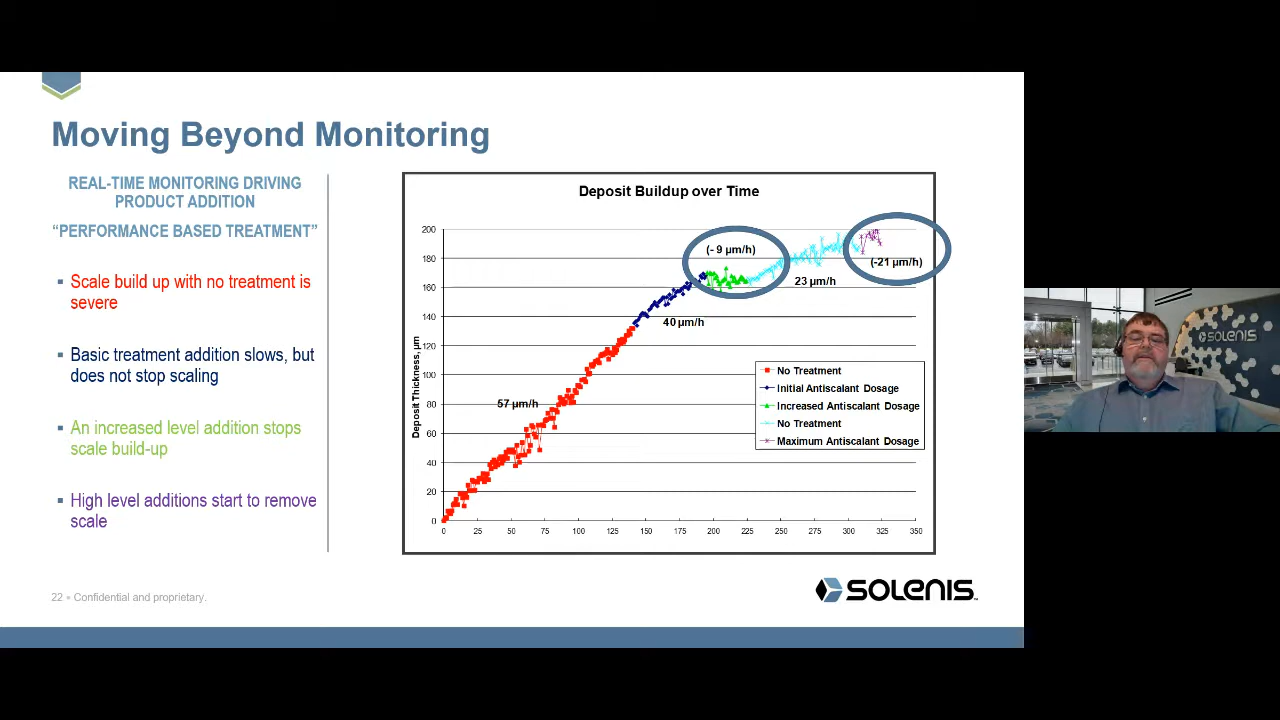 Moving Beyond Monitoring
REAL-TIME MONITORING DRIVING
PRODUCT ADDITION
“PERFORMANCE BASED TREATMENT”
▪ Scale build up with no treatment is
severe
▪ Basic treatment addition slows, but
does not stop scaling
▪ An increased level addition stops
scale build-up
▪ High level additions start to remove
scale
Deposit Buildup over Time
Deposit Thickness, µm
200
180
160
140
120
100
80
60
40
20
0
0 25 50 75 100 125 150 175 200 225 250 275 300 325 350
57 µm/h
40 µm/h
(- 9 µm/h)
23 µm/h
(-21 µm/h)
No Treatment
Initial Antiscalant Dosage
Increased Antiscalant Dosage
No Treatment
Maximum Antiscalant Dosage
22 • Confidential and proprietary.
SOLENIS™
SOLENIS